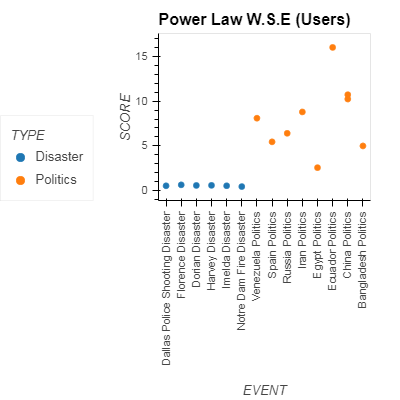 Power Law W.S.E (Users)
TYPE
Disaster
Politics
SCORE
15
10
5
0
Dallas Police Shooting Disaster
Florence Disaster
Dorian Disaster
Harvey Disaster
Imelda Disaster
Notre Dam Fire Disaster
Venezuela Politics
Spain Politics
Russia Politics
Iran Politics
Egypt Politics
Ecuador Politics
China Politics
Bangladesh Politics
EVENT